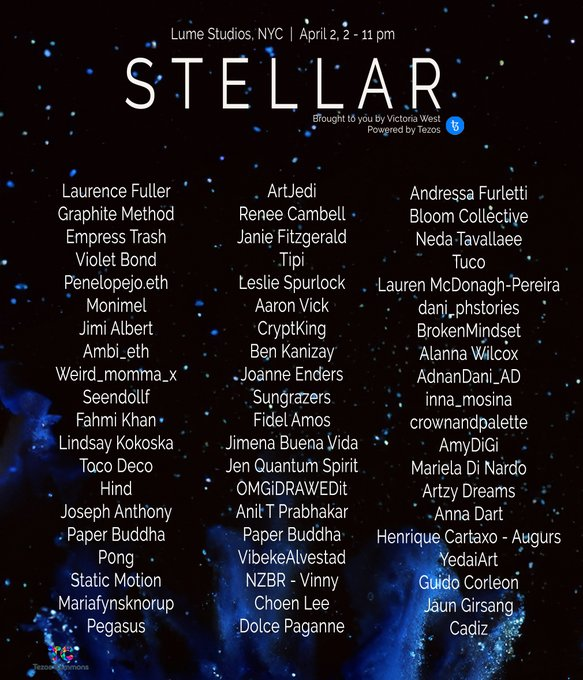 Lume Studios, NYC | April 2, 2 - 11 pm
STELLAR
Brought to you by Victoria West
Powered by Tezos
Laurence Fuller
Graphite Method
Empress Trash
Violet Bond
Penelopejo.eth
Monimel
Jimi Albert
Ambi_eth
Weird_momma_x
Seendollf
Fahmi Khan
Lindsay Kokoska
Toco Deco
Hind
Joseph Anthony
Paper Buddha
P0ng
Static Motion
Mariafynsknorup
Pegasus
ArtJedi
Renee Cambell
Janie Fitzgerald
Tipi
Leslie Spurlock
Aaron Vick
CryptKing
Ben Kanizay
Joanne Enders
Sungrazers
Fidel Amos
Jimena Buena Vida
Jen Quantum Spirit
OMGiDRAWEDit
Anil T Prabhakar
Paper Buddha
VibekeAlvestad
NZBR - Vinny
Choen Lee
Dolce Paganne
Andressa Furletti
Bloom Collective
Neda Tavallaee
Tuco
Lauren McDonagh-Pereira
dani_phstories
BrokenMindset
Alanna Wilcox
AdnanDani_AD
inna_mosina
crownandpalette
AmyDiGi
Mariela Di Nardo
Artzy Dreams
Anna Dart
Henrique Cartaxo - Augurs
YedaiArt
Guido Corleon
Jaun Girsang
Cadiz
Tezos Commons